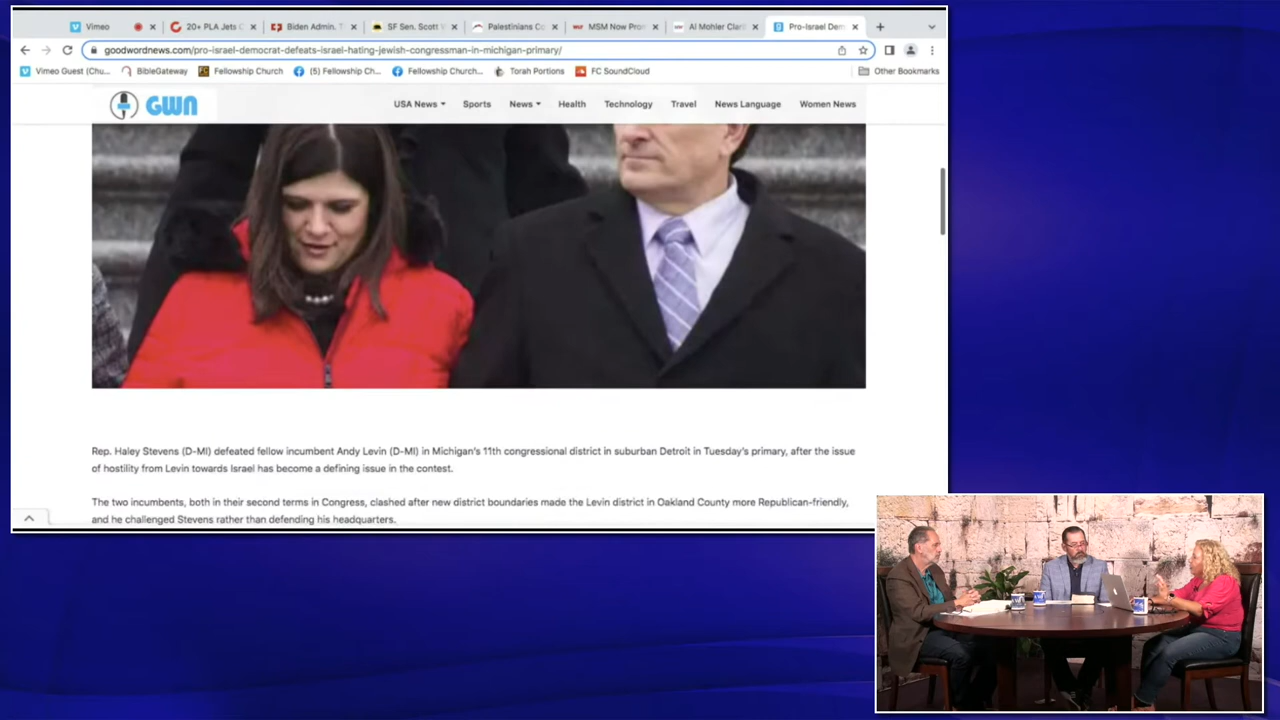 Vimeo
20+ PLA Jets C
Biden Admin. T
SF Sen. Scott V
Palestinians Co
MSM Now Pro
Al Mohler Clar
Pro-Israel Dem
goodwordnews.com/pro-israel-democrat-defeats-israel-hating-jewish-congressman-in-michigan-primary/
Vimeo Guest (Chu...
BibleGateway
Fellowship Church
(5) Fellowship Ch...
Fellowship Church...
Torah Portions
FC SoundCloud
Other Bookmarks
GWN
USA News
Sports
News
Health
Technology
Travel
News Language
Women News
Rep. Haley Stevens (D-MI) defeated fellow incumbent Andy Levin (D-MI) in Michigan's 11th congressional district in suburban Detroit in Tuesday's primary, after the issue
of hostility from Levin towards Israel has become a defining issue in the contest.
The two incumbents, both in their second terms in Congress, clashed after new district boundaries made the Levin district in Oakland County more Republican-friendly,
and he challenged Stevens rather than defending his headquarters.